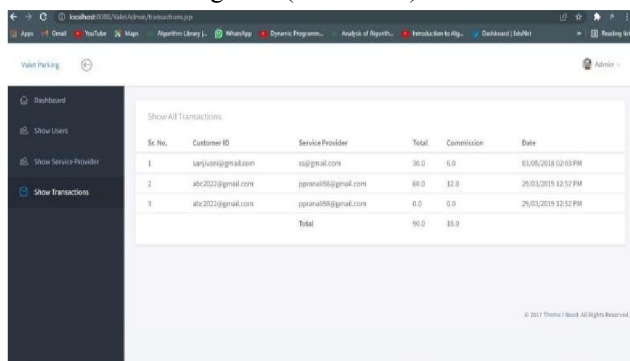 localhost:8080/ValetAdmin/transactions.jsp
Apps Gmail YouTube Maps Algorithm Library |... WhatsApp Dynamic Programm... Analysis of Algorith... Introduction to Alg... Dashboard | EduNirt » Reading list
Valet Parking Admin
Dashboard
Show Users
Show Service Provider
Show Transactions
Show All Transactions
Sr. No. Customer ID Service Provider Total Commission Date
1 sanjivani@gmail.com ss@gmail.com 30.0 6.0 03/05/2018 02:03 PM
2 abc2022@gmail.com ppranali98@gmail.com 60.0 12.0 29/03/2019 12:52 PM
3 abc2022@gmail.com ppranali98@gmail.com 0.0 0.0 29/03/2019 12:52 PM
Total 90.0 18.0
© 2017 Theme I Need. All Rights Reserved.